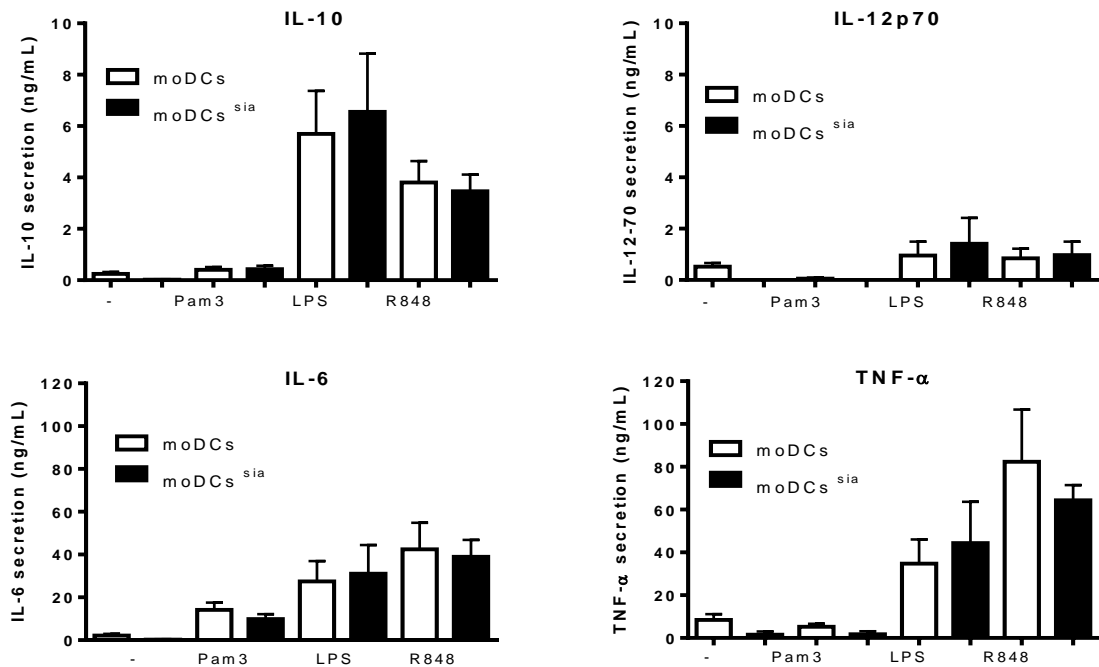 IL-10
IL-10 secretion (ng/mL)
10
8
6
4
2
0
moDCs
moDCs sia
- Pam3 LPS R848
IL-12p70
IL-12-70 secretion (ng/mL)
10
8
6
4
2
0
moDCs
moDCs sia
- Pam3 LPS R848
IL-6
IL-6 secretion (ng/mL)
120
100
80
60
40
20
0
moDCs
moDCs sia
- Pam3 LPS R848
TNF-α
TNF-α secretion (ng/mL)
120
100
80
60
40
20
0
moDCs
moDCs sia
- Pam3 LPS R848